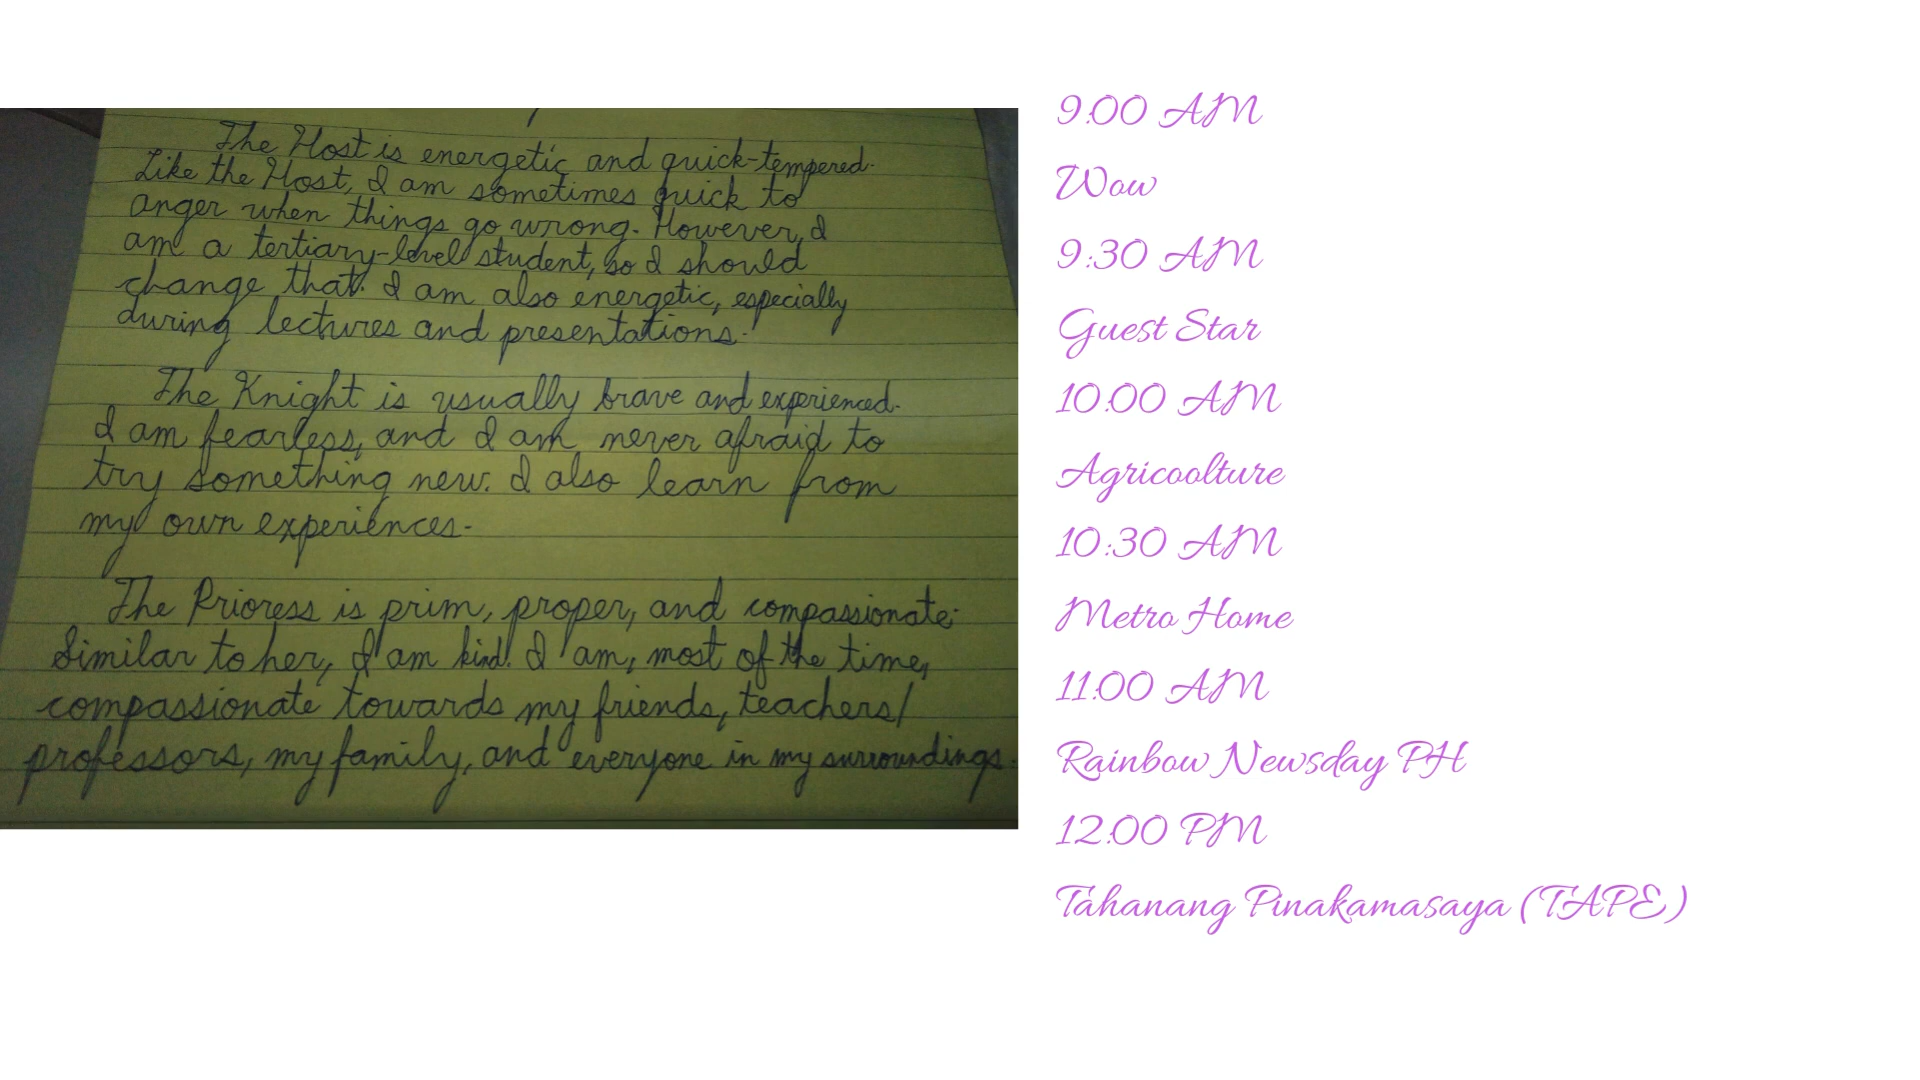 The Host is energetic and quick-tempered.
Like the Host, I am sometimes quick to
anger when things go wrong. However, I
am a tertiary-level student, so I should
change that. I am also energetic, especially
during lectures and presentations.
The Knight is usually brave and experienced.
I am fearless, and I am never afraid to
try something new. I also learn from
my own experiences.
The Prioress is prim, proper, and compassionate.
Similar to her, I am kind. I am, most of the time,
compassionate towards my friends, teachers/
professors, my family, and everyone in my surroundings.
9:00 AM
Wow
9:30 AM
Guest Star
10:00 AM
Agricoolture
10:30 AM
Metro Home
11:00 AM
Rainbow Newsday PH
12:00 PM
Tahanang Pinakamasaya (TAPE)